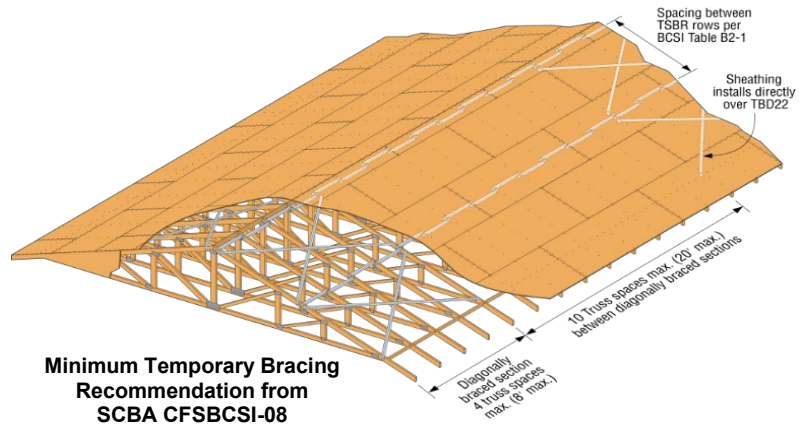 Spacing between
TSBR rows per
BCSI Table B2-1
Sheathing
installs directly
over TBD22
10 Truss spaces max. (20' max.)
between diagonally braced sections
Diagonally
braced section
4 truss spaces
max. (8' max.)
Minimum Temporary Bracing
Recommendation from
SCBA CFSBCSI-08